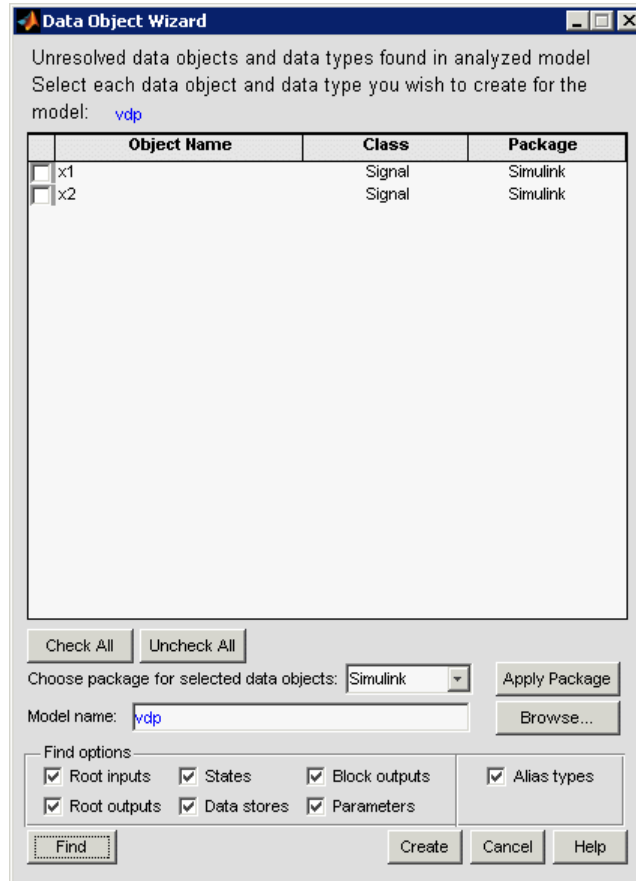 Data Object Wizard
Unresolved data objects and data types found in analyzed model
Select each data object and data type you wish to create for the
model: vdp
Object Name Class Package
x1 Signal Simulink
x2 Signal Simulink
Check All Uncheck All
Choose package for selected data objects: Simulink Apply Package
Model name: vdp Browse...
Find options
Root inputs States Block outputs Alias types
Root outputs Data stores Parameters
Find Create Cancel Help